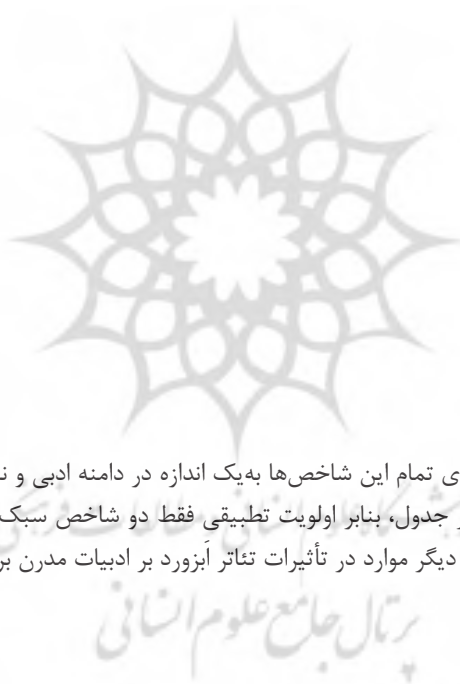 ی تمام این شاخص‌ها به‌یک اندازه در دامنه ادبی و ن
ر جدول، بنابر اولویت تطبیقی فقط دو شاخص سبک
دیگر موارد در تأثیرات تئاتر اَبزورد بر ادبیات مدرن بر
پرتال جامع علوم انسانی